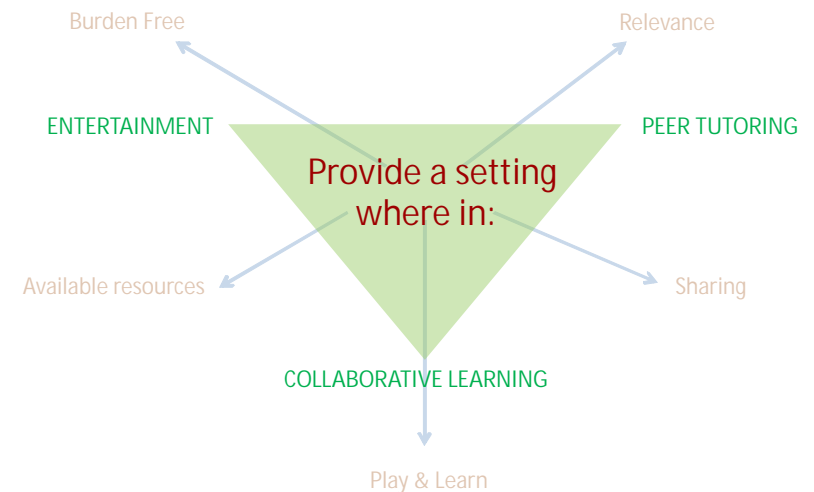 Burden Free
Relevance
ENTERTAINMENT
PEER TUTORING
Provide a setting
where in:
Available resources
Sharing
COLLABORATIVE LEARNING
Play & Learn